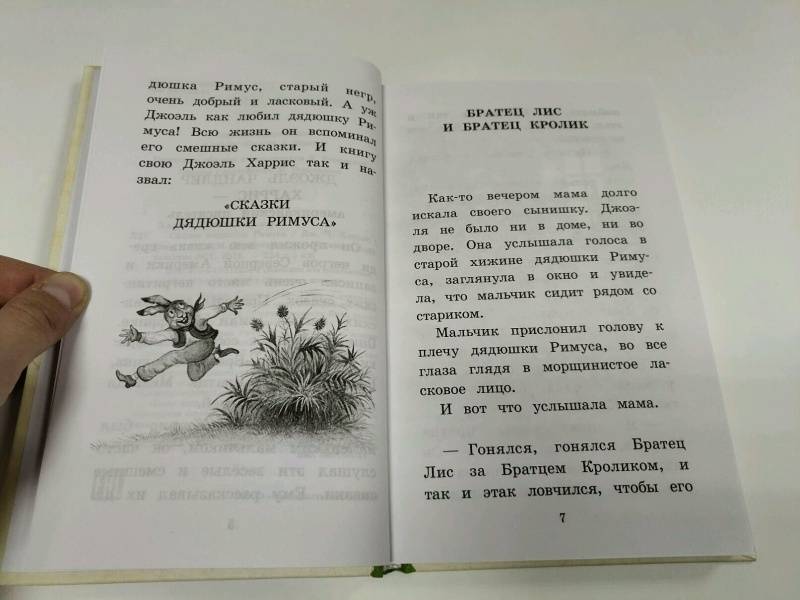 дюшка Римус, старый негр,
очень добрый и ласковый. А уж
Джоэль как любил дядюшку Ри-
муса! Всю жизнь он вспоминал
его смешные сказки. И книгу
свою Джоэль Харрис так и на-
звал:
«СКАЗКИ
ДЯДЮШКИ РИМУСА»
БРАТЕЦ ЛИС
И БРАТЕЦ КРОЛИК
Как-то вечером мама долго
искала своего сынишку. Джоэ-
ля не было ни в доме, ни во
дворе. Она услышала голоса в
старой хижине дядюшки Риму-
са, заглянула в окно и увиде-
ла, что мальчик сидит рядом со
стариком.
Мальчик прислонил голову к
плечу дядюшки Римуса, во все
глаза глядя в морщинистое ла-
сковое лицо.
И вот что услышала мама.
— Гонялся, гонялся Братец
Лис за Братцем Кроликом, и
так и этак ловчился, чтобы его
7